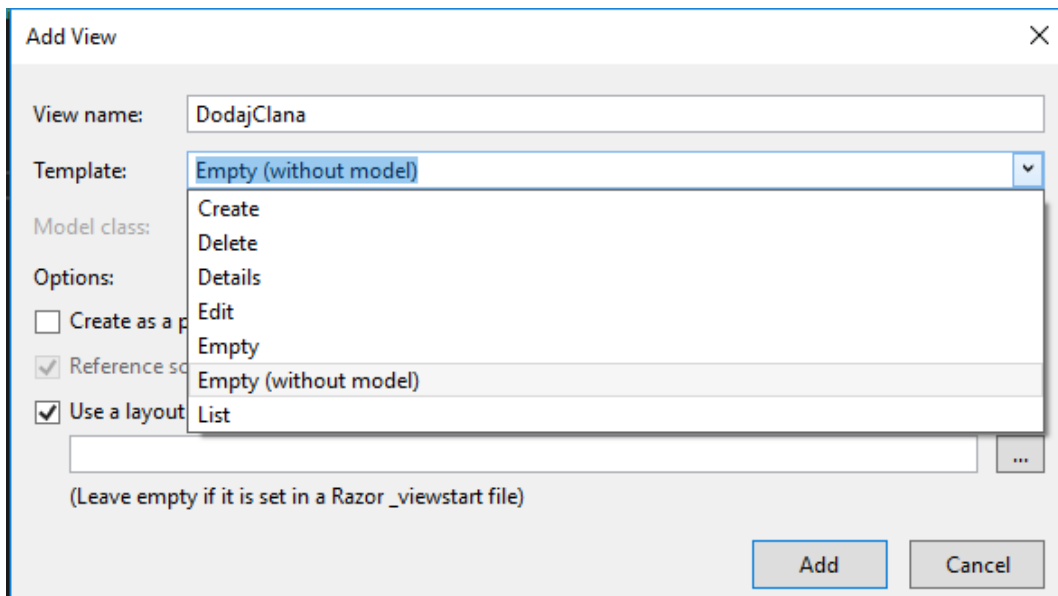 Add View
View name: DodajClana
Template: Empty (without model)
Create
Model class:
Delete
Options:
Details
Edit
Create as a p
Empty
Reference sc
Empty (without model)
Use a layout
List
...
(Leave empty if it is set in a Razor _viewstart file)
Add Cancel